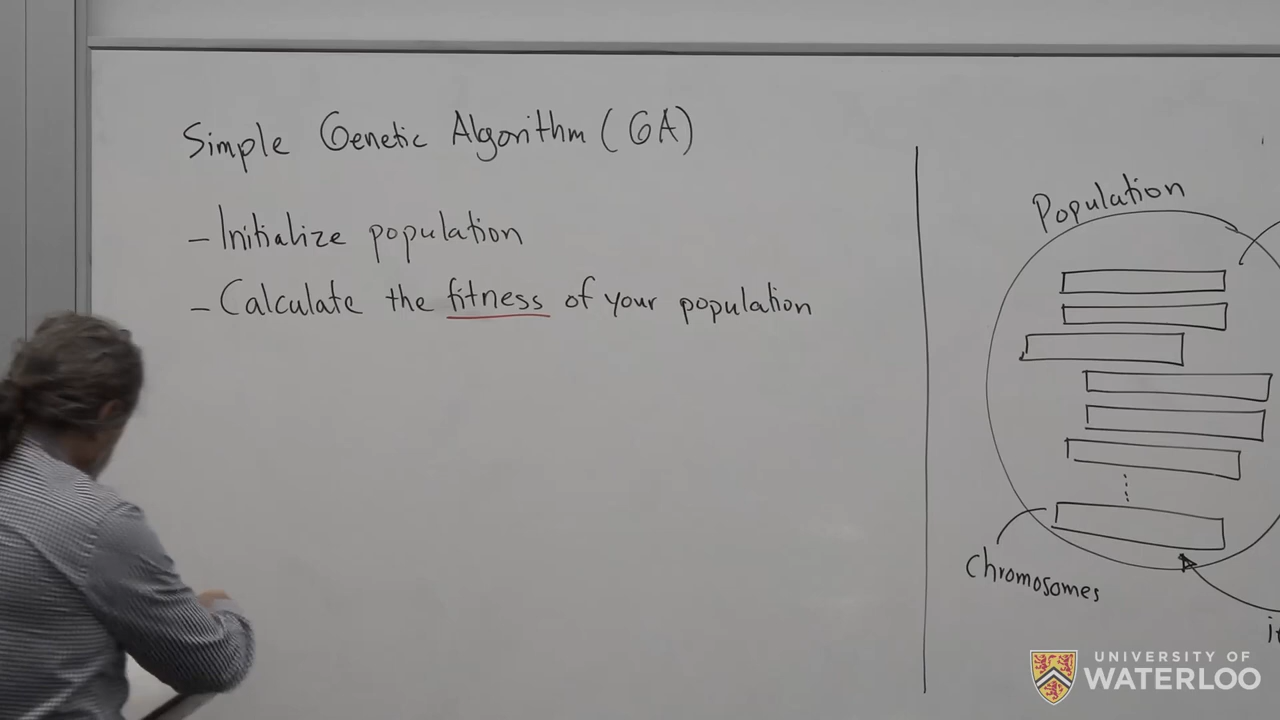 Simple Genetic Algorithm (GA)
– Initialize population
– Calculate the fitness of your population
Population
Chromosomes
UNIVERSITY OF
WATERLOO